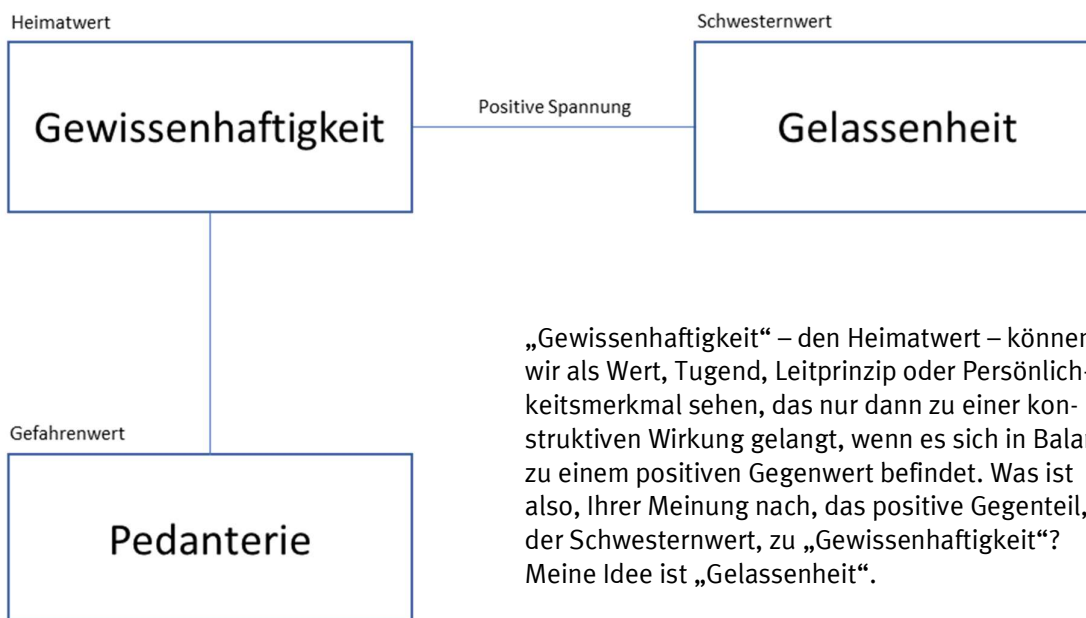 Heimatwert
Schwesternwert
Gewissenhaftigkeit
Positive Spannung
Gelassenheit
„Gewissenhaftigkeit“ – den Heimatwert – können
wir als Wert, Tugend, Leitprinzip oder Persönlich-
keitsmerkmal sehen, das nur dann zu einer kon-
struktiven Wirkung gelangt, wenn es sich in
zu einem positiven Gegenwert befindet. Was ist
also, Ihrer Meinung nach, das positive Gegenteil,
der Schwesternwert, zu „Gewissenhaftigkeit“?
Meine Idee ist „Gelassenheit“.
Gefahrenwert
Pedanterie